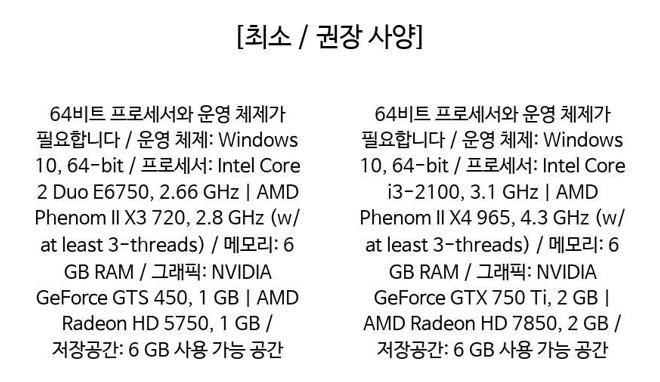 [최소 / 권장 사양]
64비트 프로세서와 운영 체제가
필요합니다 / 운영 체제: Windows
10, 64-bit / 프로세서: Intel Core
2 Duo E6750, 2.66 GHz | AMD
Phenom II X3 720, 2.8 GHz (w/
at least 3-threads) / 메모리: 6
GB RAM / 그래픽: NVIDIA
GeForce GTS 450, 1 GB | AMD
Radeon HD 5750, 1 GB /
저장공간: 6 GB 사용 가능 공간
64비트 프로세서와 운영 체제가
필요합니다 / 운영 체제: Windows
10, 64-bit / 프로세서: Intel Core
i3-2100, 3.1 GHz | AMD
Phenom II X4 965, 4.3 GHz (w/
at least 3-threads) / 메모리: 6
GB RAM / 그래픽: NVIDIA
GeForce GTX 750 Ti, 2 GB |
AMD Radeon HD 7850, 2 GB /
저장공간: 6 GB 사용 가능 공간